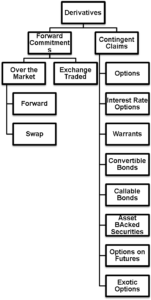 Derivatives
Forward
Commitment
s
Contingent
Claims
Over the
Market
Exchange
Traded
Options
Forward
Interest Rate
Options
Swap
Warrants
Convertible
Bonds
Callable
Bonds
Asset
BAcked
Securities
Options on
Futures
Exotic
Options